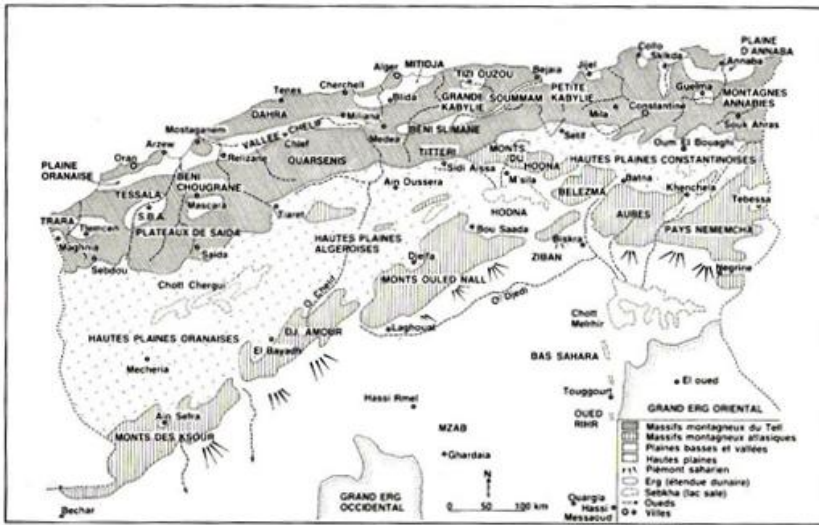 PLAINE
D'ANNABA
Collo
Skikda
Annaba
Jijel
Bejaia
Alger
MITIDJA
TIZI OUZOU
Guelma
Cherchell
Blida
GRANDE
KABYLIE
SOUMMAM
PETITE
KABYLIE
MONTAGNES
ANNABIES
Tenes
DAHRA
Miliana
Mila
Constantine
Mostaganem
VALLEE CHELIF
Medea
BENI SLIMANE
Souk Ahras
Arzew
Chlef
Setif
Oum El Bouaghi
PLAINE
ORANAISE
Oran
Relizane
OUARSENIS
TITTERI
MONTS
DU
HODNA
HAUTES PLAINES CONSTANTINOISES
BENI
CHOUGRANE
Sidi Aissa
M'sila
Batna
TESSALA
Ain Oussera
BELEZMA
Khenchela
Mascara
S.B.A.
HODNA
Tebessa
TRARA
Tlemcen
PLATEAUX DE SAIDA
Tiaret
AURES
Bou Saada
PAYS NEMEMCHA
Maghnia
HAUTES PLAINES
ALGEROISES
Biskra
Sebdou
Saida
Djelfa
ZIBAN
Negrine
Chott Chergui
MONTS OULED NAIL
O. Chelif
O. Djedi
Chott
Melrhir
HAUTES PLAINES ORANAISES
DJ. AMOUR
Laghouat
El Bayadh
BAS SAHARA
Mecheria
Touggourt
El oued
Hassi Rmel
Ain Sefra
OUED
RIHR
GRAND ERG ORIENTAL
MONTS DES KSOUR
MZAB
Ghardaia
Massifs montagneux du Tell
Massifs montagneux atlasiques
Plaines basses et vallées
Hautes plaines
Piémont saharien
Erg (étendue dunaire)
Sebkha (lac sale)
Oueds
Villes
N
GRAND ERG
OCCIDENTAL
0 50 100 km
Ouargla
Hassi
Messaoud
Bechar